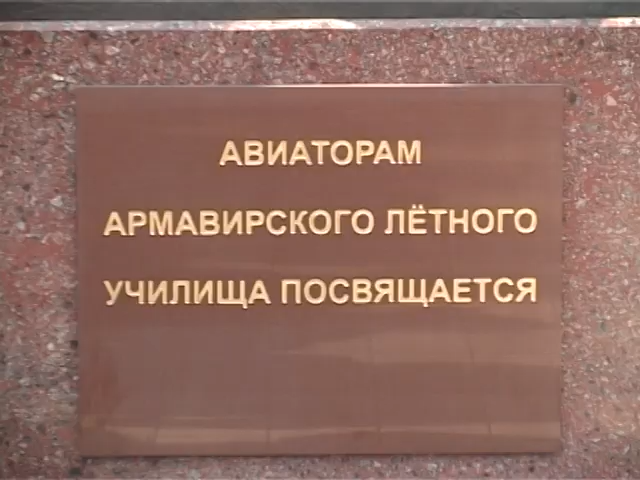 АВИАТОРАМ
АРМАВИРСКОГО ЛЁТНОГО
УЧИЛИЩА ПОСВЯЩАЕТСЯ